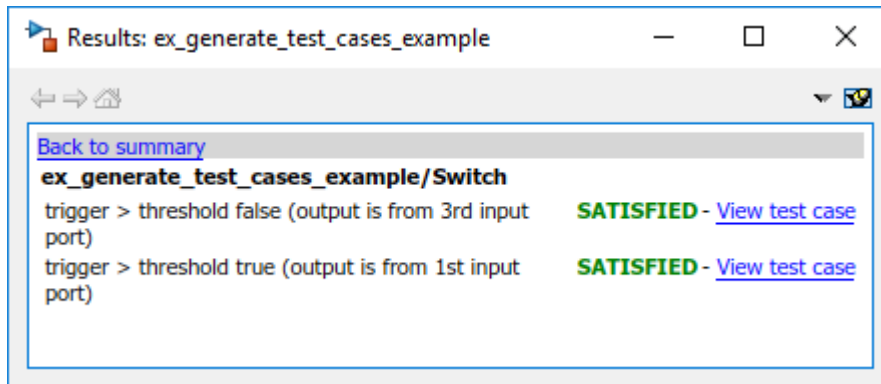 Results: ex_generate_test_cases_example
Back to summary
ex_generate_test_cases_example/Switch
trigger > threshold false (output is from 3rd input SATISFIED - View test case
port)
trigger > threshold true (output is from 1st input SATISFIED - View test case
port)